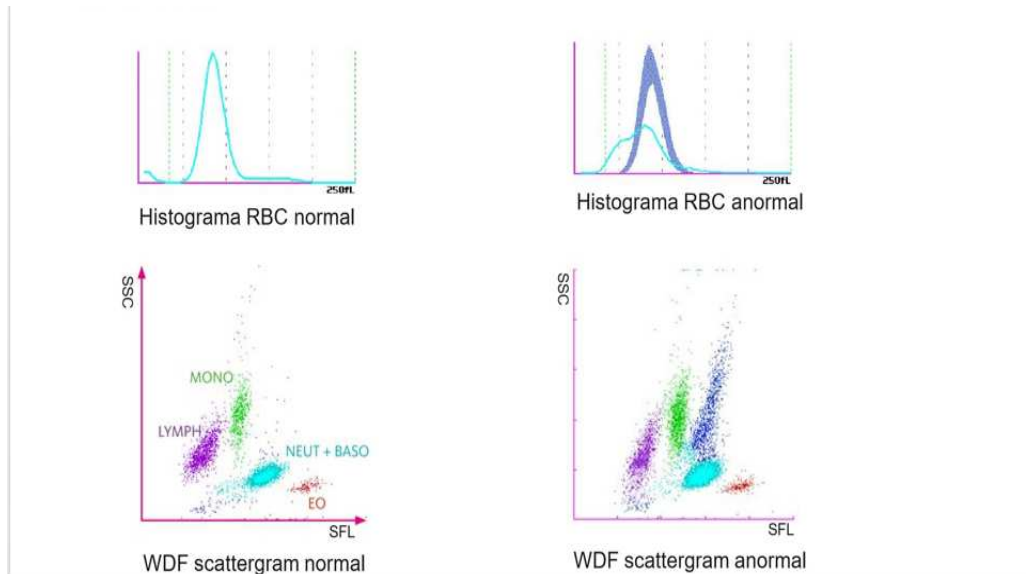 250fL
Histograma RBC normal
250fL
Histograma RBC anormal
SSC
MONO
LYMPH
NEUT + BASO
EO
SFL
WDF scattergram normal
SSC
SFL
WDF scattergram anormal